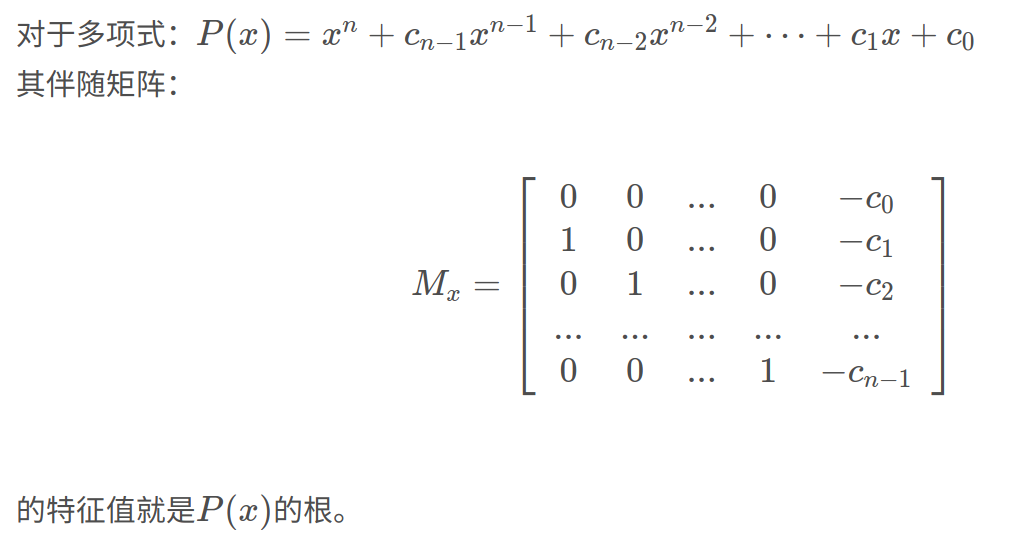 对于多项式：$P(x) = x^n + c_{n-1}x^{n-1} + c_{n-2}x^{n-2} + \cdots + c_1x + c_0$
其伴随矩阵：
$M_x = \begin{bmatrix} 0 & 0 & ... & 0 & -c_0 \\ 1 & 0 & ... & 0 & -c_1 \\ 0 & 1 & ... & 0 & -c_2 \\ ... & ... & ... & ... & ... \\ 0 & 0 & ... & 1 & -c_{n-1} \end{bmatrix}$
的特征值就是$P(x)$的根。